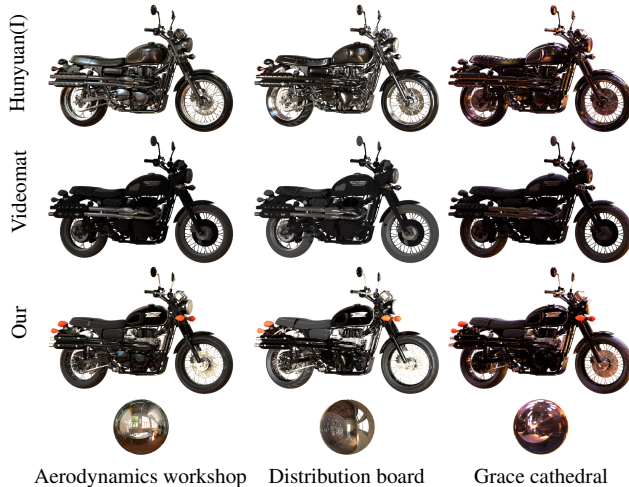 Hunyuan(I)
Videomat
Our
Aerodynamics workshop
Distribution board
Grace cathedral